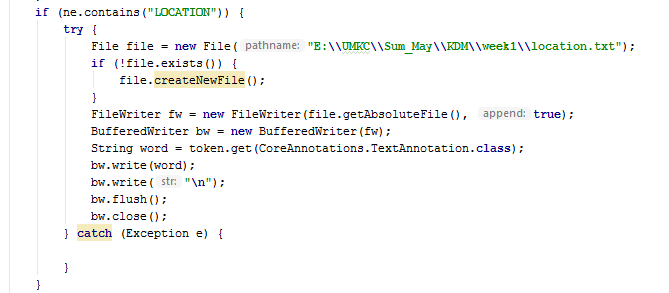 if (ne.contains("LOCATION")) {
try {
File file = new File( pathname: "E:\\UMKC\\Sum_May\\KDM\\week1\\location.txt");
if (!file.exists()) {
file.createNewFile();
}
FileWriter fw = new FileWriter(file.getAbsoluteFile(), append: true);
BufferedWriter bw = new BufferedWriter(fw);
String word = token.get(CoreAnnotations.TextAnnotation.class);
bw.write(word);
bw.write( str: "\n");
bw.flush();
bw.close();
} catch (Exception e) {
}
}